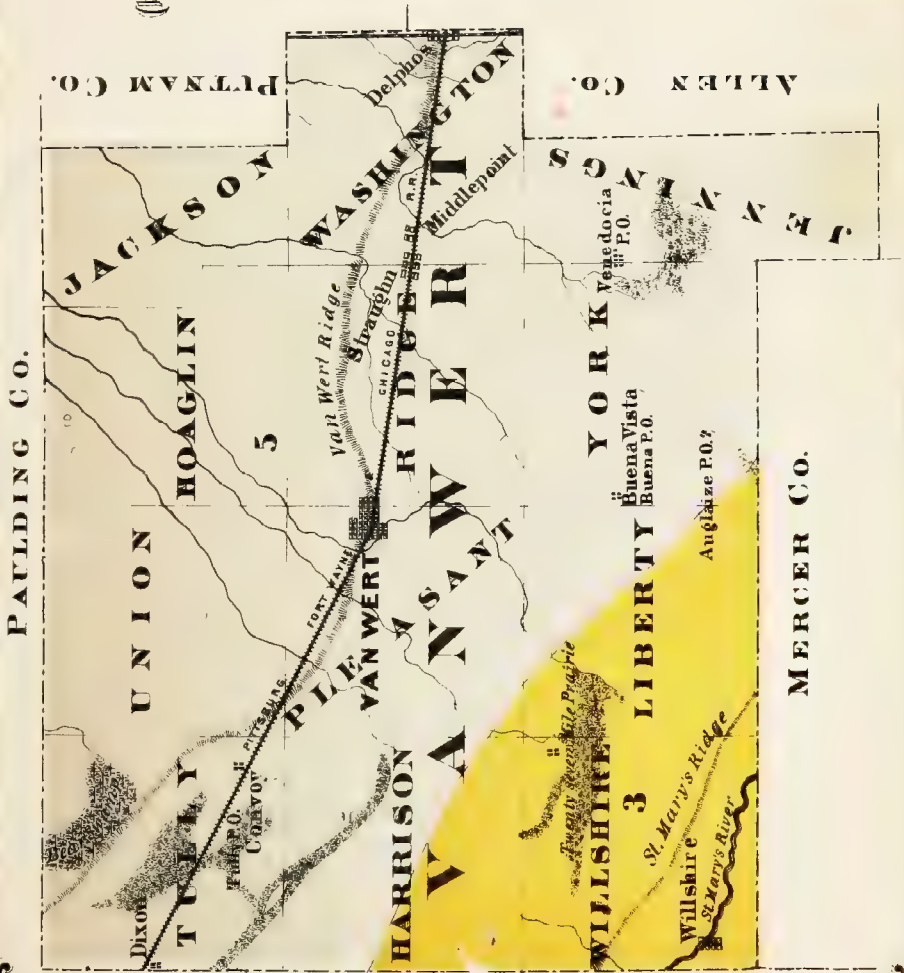 PAULDING CO.
PUTNAM CO.
ALLEN CO.
MERCER CO.
VAN WERT
JACKSON
WASHINGTON
JENNINGS
UNION
HOAGLIN
RIDGE
YORK
TULLY
PLEASANT
HARRISON
LIBERTY
WILLSHIRE
5
3
Delphos
Middlepoint
Straughn
Van Wert Ridge
VAN WERT
PITTSBURG
FORT WAYNE
CHICAGO
R.R.
Venedocia
P.O.
Buena Vista
Buena P.O.
Auglaize P.O.?
Dixon
Tully P.O.
Convoy
Twenty Seven Mile Prairie
St. Mary's Ridge
Willshire
St Mary's River